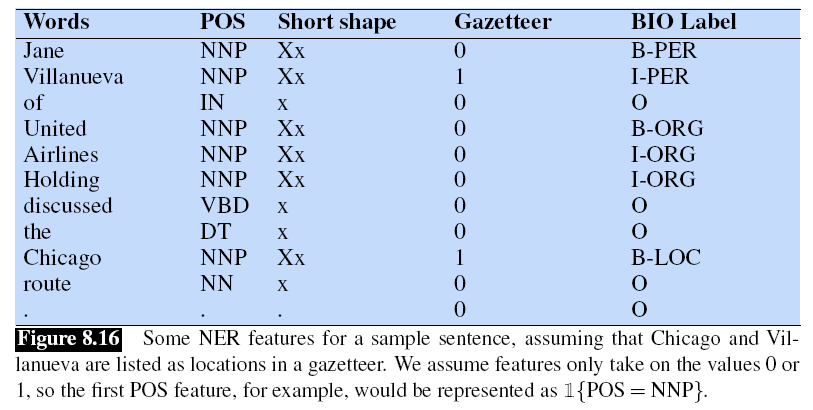 Words POS Short shape Gazetteer BIO Label
Jane NNP Xx 0 B-PER
Villanueva NNP Xx 1 I-PER
of IN x 0 O
United NNP Xx 0 B-ORG
Airlines NNP Xx 0 I-ORG
Holding NNP Xx 0 I-ORG
discussed VBD x 0 O
the DT x 0 O
Chicago NNP Xx 1 B-LOC
route NN x 0 O
. . . 0 O
Figure 8.16 Some NER features for a sample sentence, assuming that Chicago and Vil-
lanueva are listed as locations in a gazetteer. We assume features only take on the values 0 or
1, so the first POS feature, for example, would be represented as 𝟙{POS = NNP}.